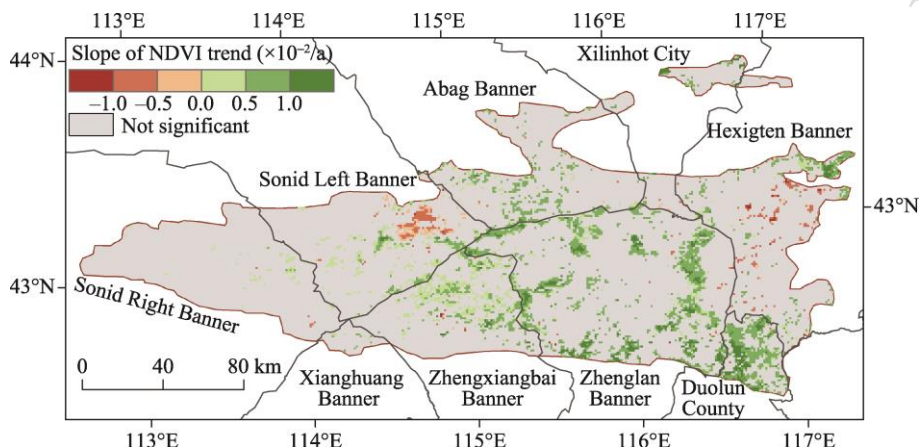 113°E 114°E 115°E 116°E 117°E
44°N
Slope of NDVI trend (×10⁻²/a)
−1.0 −0.5 0.0 0.5 1.0
Not significant
Xilinhot City
Abag Banner
Hexigten Banner
Sonid Left Banner
43°N
43°N
Sonid Right Banner
0 40 80 km
Xianghuang
Banner
Zhengxiangbai
Banner
Zhenglan
Banner
Duolun
County
113°E 114°E 115°E 116°E 117°E